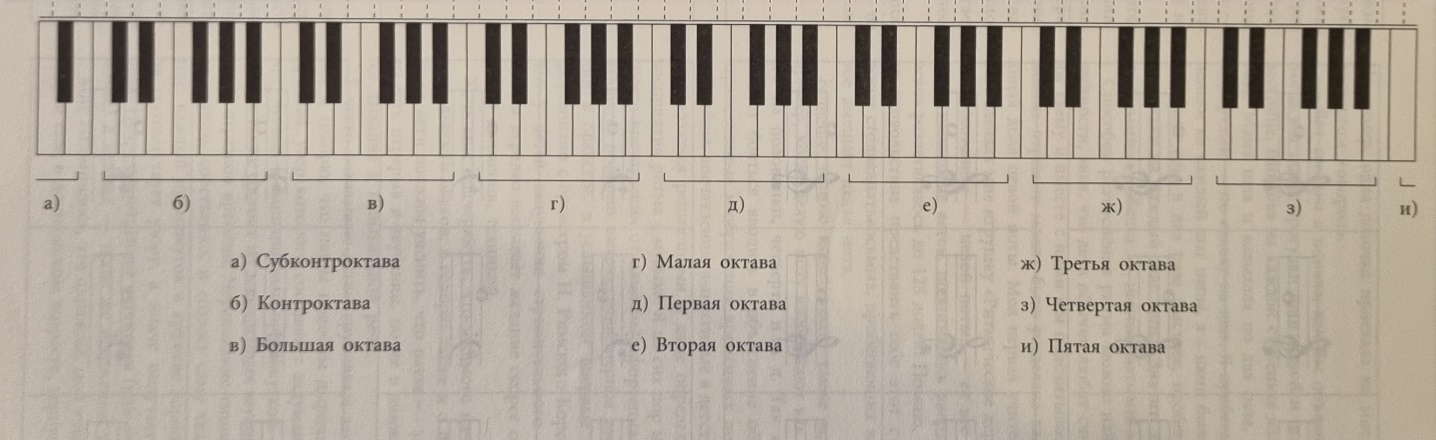 а) б) в) г) д) е) ж) з) и)
а) Субконтроктава г) Малая октава ж) Третья октава
б) Контроктава д) Первая октава з) Четвертая октава
в) Большая октава е) Вторая октава и) Пятая октава